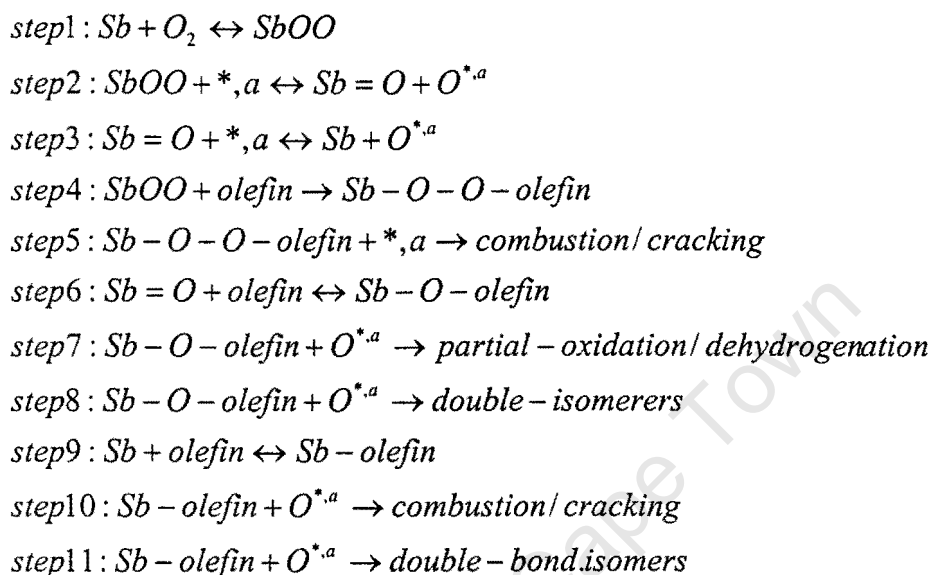 step1: Sb + O₂ ↔ SbOO
step2: SbOO + *,a ↔ Sb = O + O^*,a
step3: Sb = O + *,a ↔ Sb + O^*,a
step4: SbOO + olefin → Sb – O – O – olefin
step5: Sb – O – O – olefin + *,a → combustion/ cracking
step6: Sb = O + olefin ↔ Sb – O – olefin
step7: Sb – O – olefin + O^*,a → partial – oxidation/ dehydrogenation
step8: Sb – O – olefin + O^*,a → double – isomerers
step9: Sb + olefin ↔ Sb – olefin
step10: Sb – olefin + O^*,a → combustion/ cracking
step11: Sb – olefin + O^*,a → double – bond.isomers
ape Town